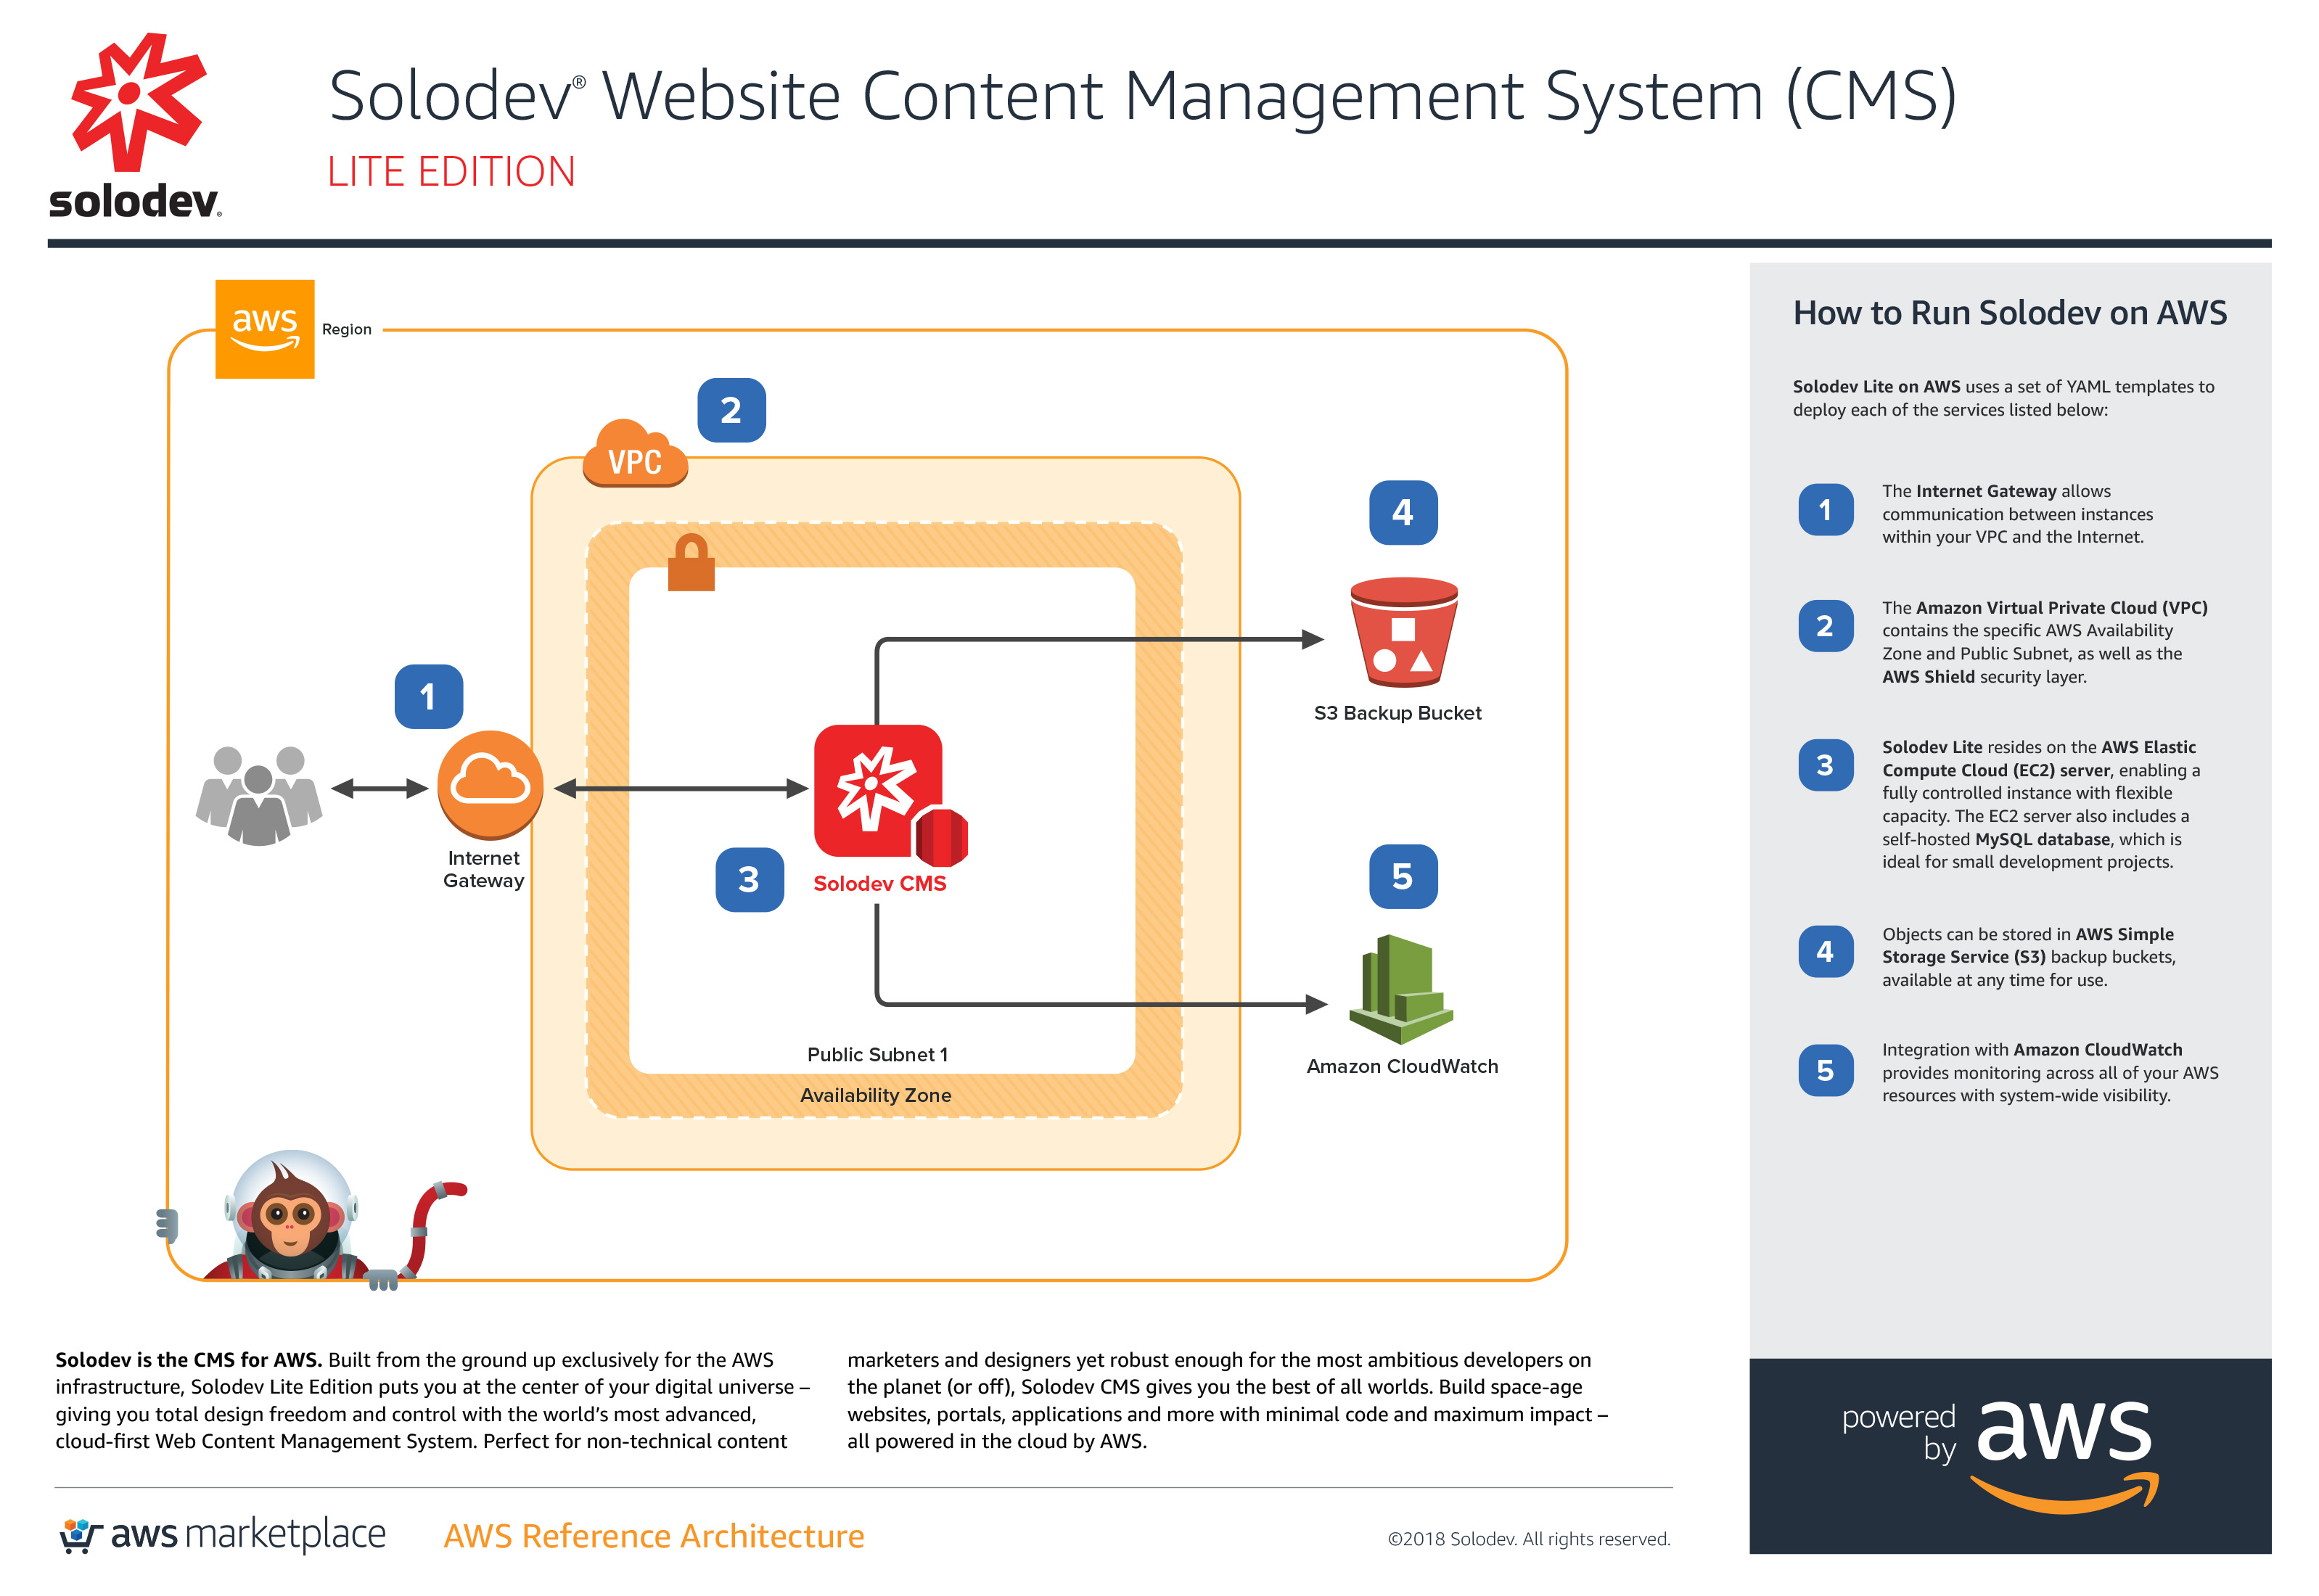 solodev®
Solodev® Website Content Management System (CMS)
LITE EDITION
aws
Region
2
VPC
4
1
S3 Backup Bucket
Internet
Gateway
3
Solodev CMS
5
Public Subnet 1
Availability Zone
Amazon CloudWatch
How to Run Solodev on AWS
Solodev Lite on AWS uses a set of YAML templates to
deploy each of the services listed below:
1
The Internet Gateway allows
communication between instances
within your VPC and the Internet.
2
The Amazon Virtual Private Cloud (VPC)
contains the specific AWS Availability
Zone and Public Subnet, as well as the
AWS Shield security layer.
3
Solodev Lite resides on the AWS Elastic
Compute Cloud (EC2) server, enabling a
fully controlled instance with flexible
capacity. The EC2 server also includes a
self-hosted MySQL database, which is
ideal for small development projects.
4
Objects can be stored in AWS Simple
Storage Service (S3) backup buckets,
available at any time for use.
5
Integration with Amazon CloudWatch
provides monitoring across all of your AWS
resources with system-wide visibility.
Solodev is the CMS for AWS. Built from the ground up exclusively for the AWS
infrastructure, Solodev Lite Edition puts you at the center of your digital universe –
giving you total design freedom and control with the world's most advanced,
cloud-first Web Content Management System. Perfect for non-technical content
marketers and designers yet robust enough for the most ambitious developers on
the planet (or off), Solodev CMS gives you the best of all worlds. Build space-age
websites, portals, applications and more with minimal code and maximum impact –
all powered in the cloud by AWS.
powered
by
aws
aws marketplace
AWS Reference Architecture
©2018 Solodev. All rights reserved.